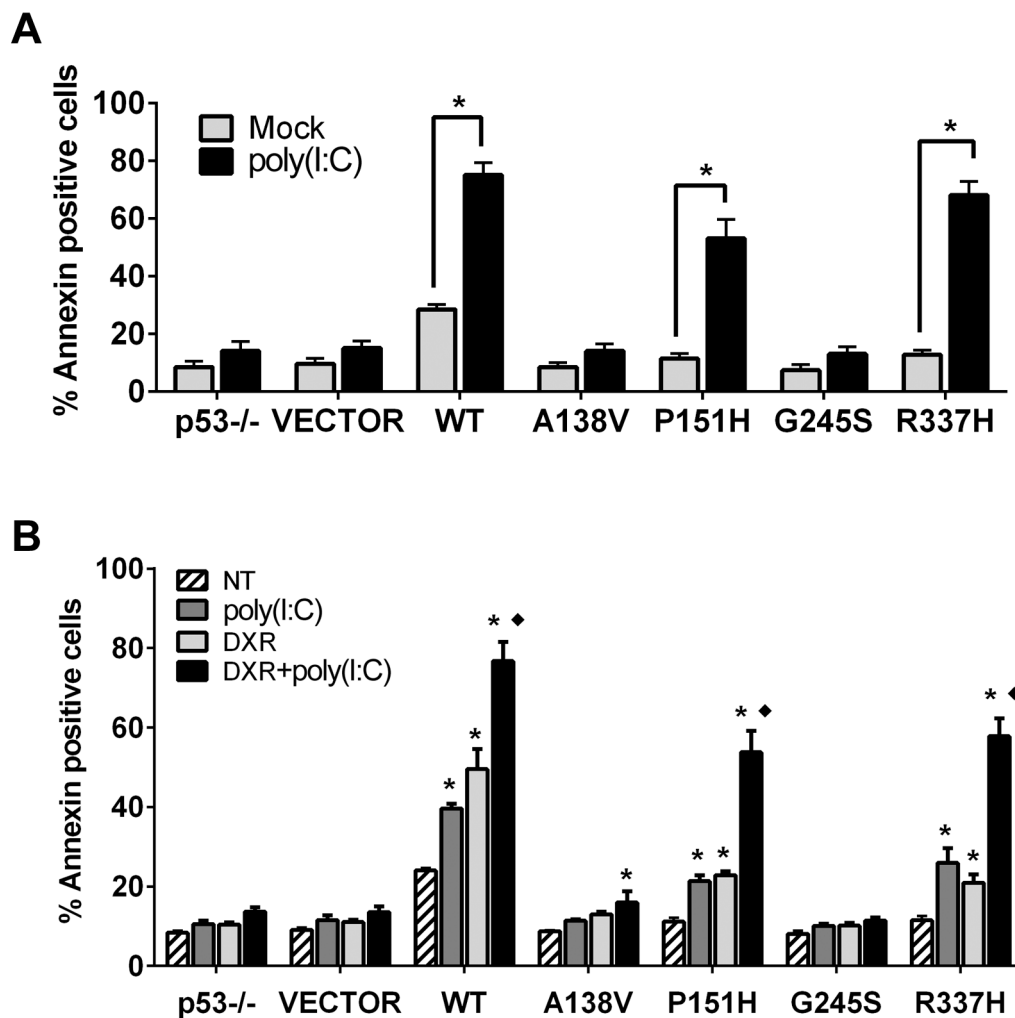 A
% Annexin positive cells
100
80
60
40
20
0
Mock
poly(I:C)
*
*
*
p53-/- VECTOR WT A138V P151H G245S R337H
B
% Annexin positive cells
100
80
60
40
20
0
NT
poly(I:C)
DXR
DXR+poly(I:C)
* * * ◆
*
* * * ◆
* * * ◆
p53-/- VECTOR WT A138V P151H G245S R337H